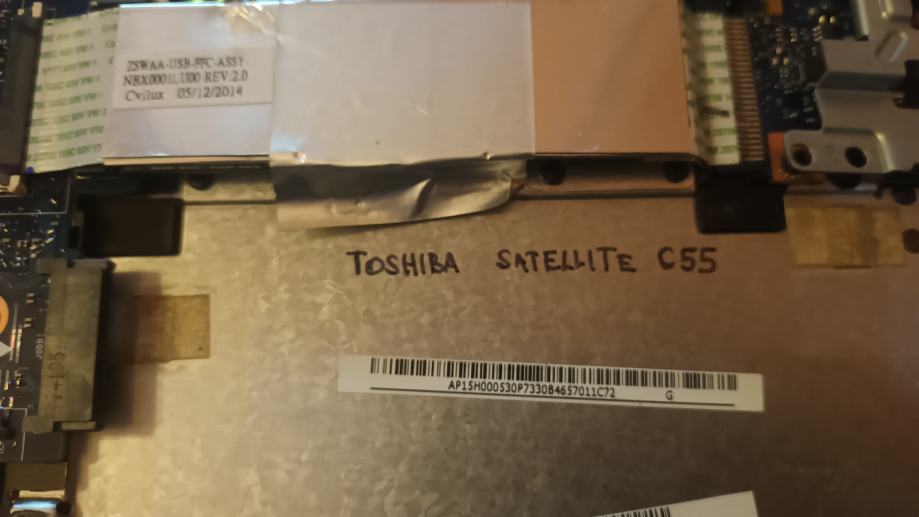 ZSWAA-USB-FFC-ASSY
NBX0001LU00 REV:2.0
Cvilux 05/12/2014
TOSHIBA SATELLITE C55
AP15H000530P7330B4657011C72 G